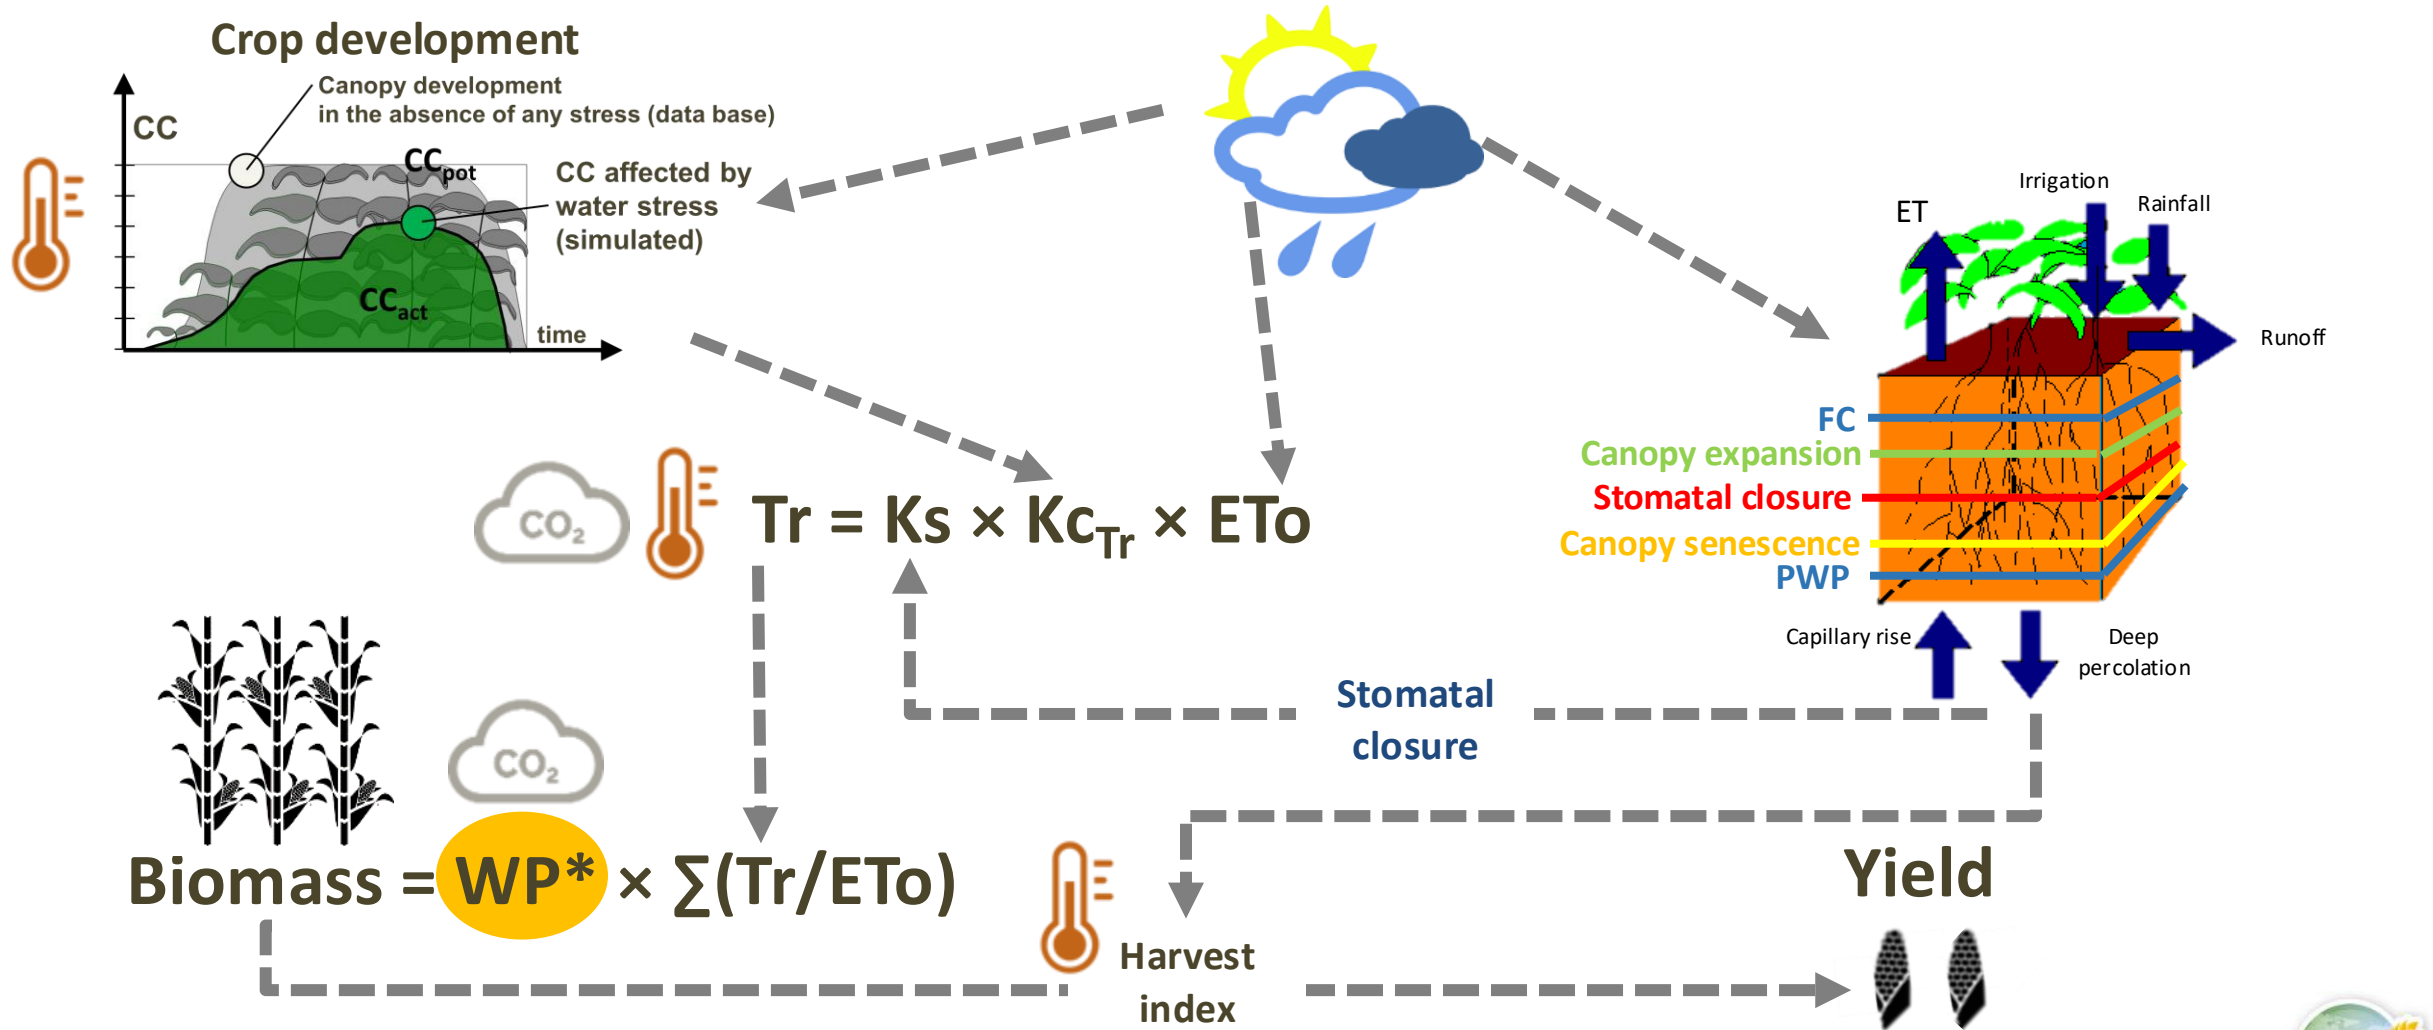 Crop development
Canopy development
in the absence of any stress (data base)
CC
CCpot
CC affected by
water stress
(simulated)
CCact
time
Irrigation
Rainfall
ET
Runoff
FC
Canopy expansion
Stomatal closure
Canopy senescence
PWP
Capillary rise
Deep
percolation
CO₂
Tr = Ks × KcTr × ETo
Stomatal
closure
CO₂
Biomass = WP* × ∑(Tr/ETo)
Harvest
index
Yield